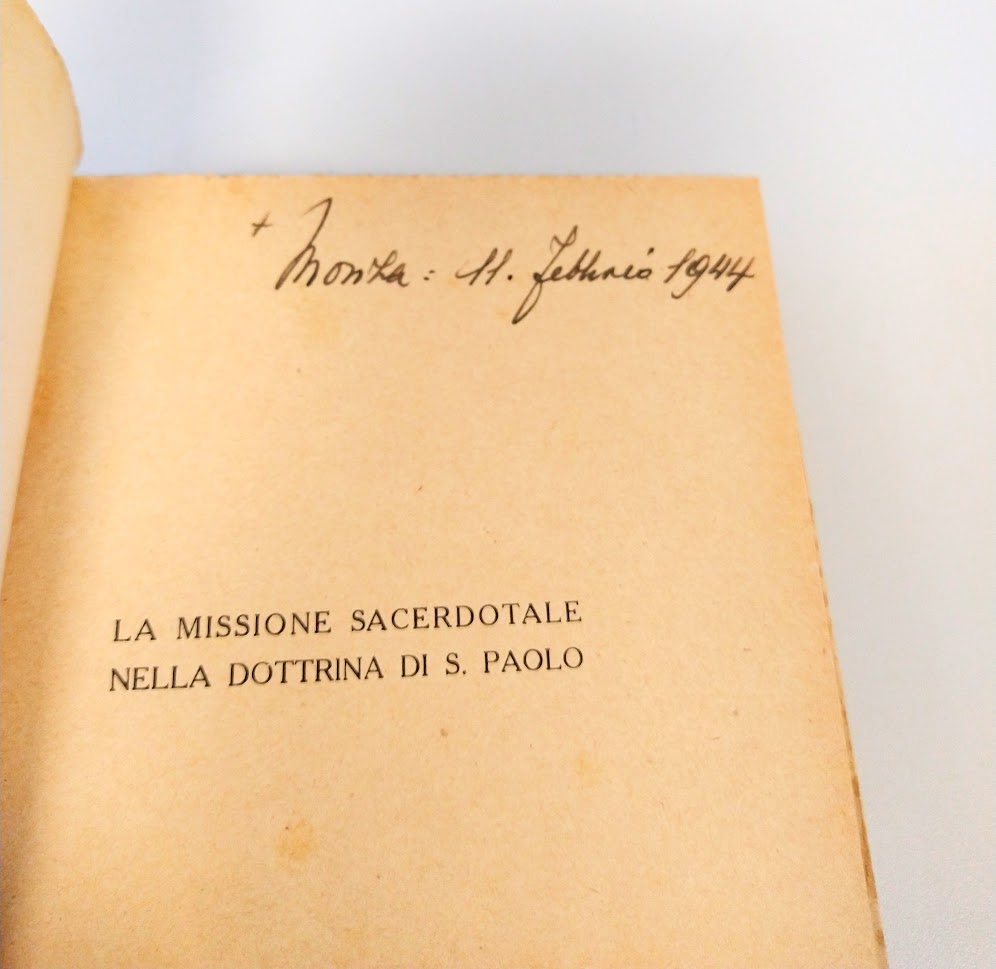 + Monza: 11. Febbraio 1944
LA MISSIONE SACERDOTALE
NELLA DOTTRINA DI S. PAOLO